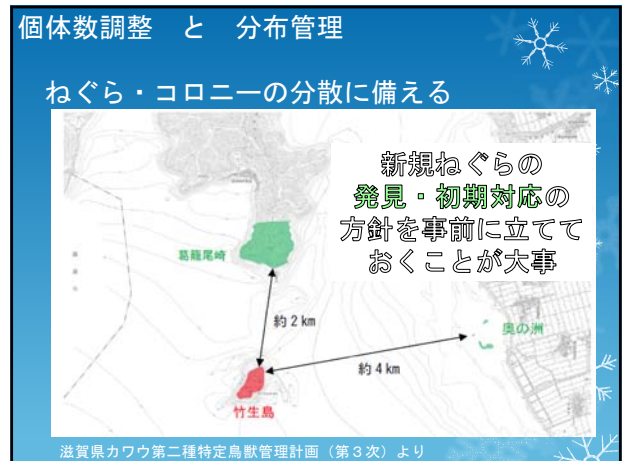 個体数調整　と　分布管理
ねぐら・コロニーの分散に備える
新規ねぐらの
発見・初期対応の
方針を事前に立てて
おくことが大事
葛籠尾崎
奥の洲
約2km
約4km
竹生島
滋賀県カワウ第二種特定鳥獣管理計画（第３次）より